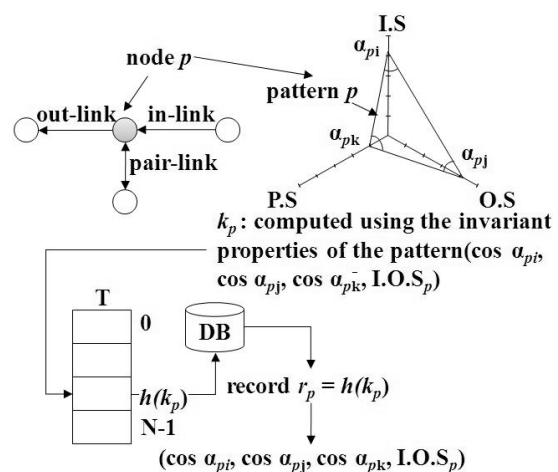 I.S
α_pi
node p
pattern p
out-link
in-link
pair-link
α_pk
α_pj
P.S
O.S
k_p : computed using the invariant
properties of the pattern(cos α_pi,
cos α_pj, cos α_pk, I.O.S_p)
T
0
DB
h(k_p)
record r_p = h(k_p)
N-1
(cos α_pi, cos α_pj, cos α_pk, I.O.S_p)